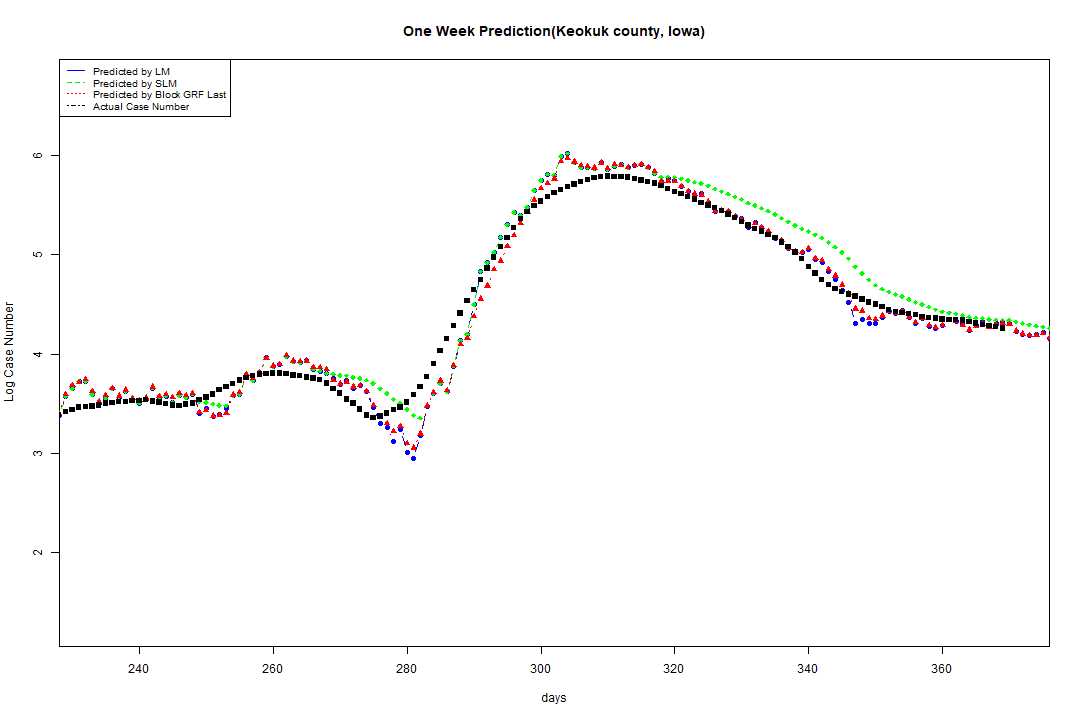 One Week Prediction(Keokuk county, Iowa)
Predicted by LM
Predicted by SLM
Predicted by Block GRF Last
Actual Case Number
6
5
4
3
2
Log Case Number
240 260 280 300 320 340 360
days